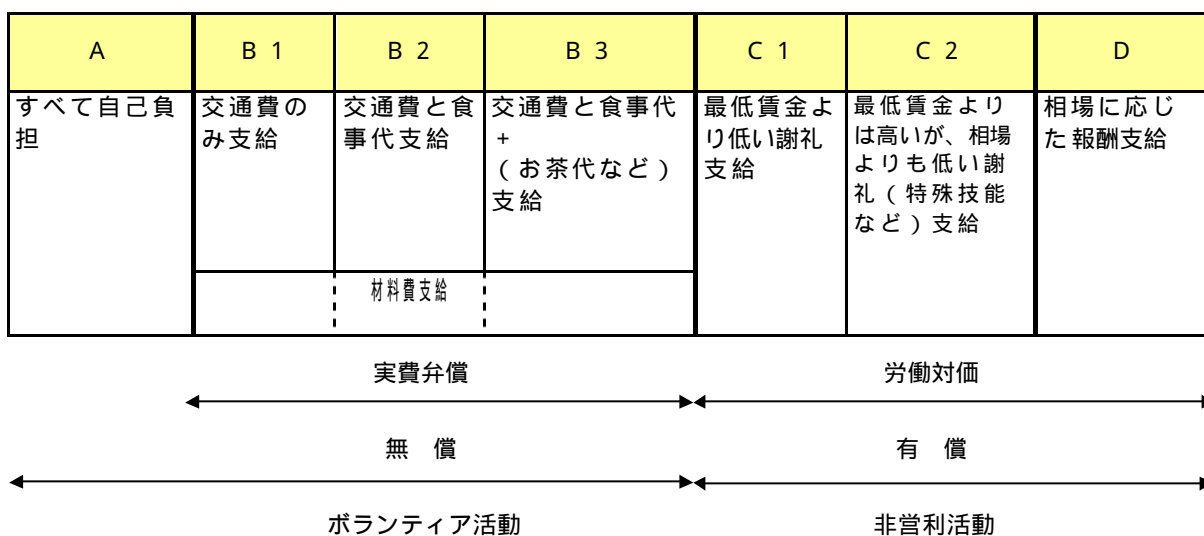 A
B 1
B 2
B 3
C 1
C 2
D
すべて自己負
担
交通費の
み支給
交通費と食
事代支給
交通費と食事代
+
(お茶代など)
支給
最低賃金よ
り低い謝礼
支給
最低賃金より
は高いが、相場
よりも低い謝
礼(特殊技能
など)支給
相場に応じ
た報酬支給
材料費支給
実費弁償
労働対価
無 償
有 償
ボランティア活動
非営利活動